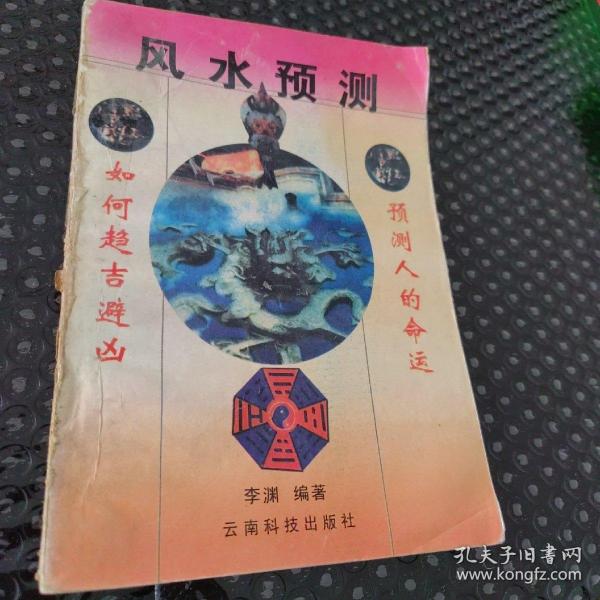 风水预测
如何趋吉避凶
预测人的命运
李渊 编著
云南科技出版社
孔夫子旧书网
www.kongfz.com